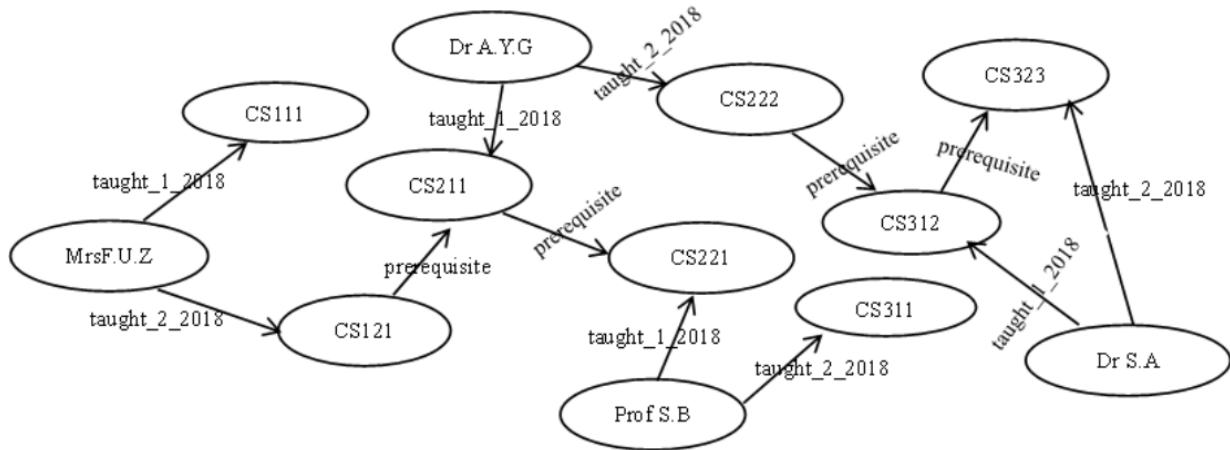 Dr A.Y.G
taught_2_2018
CS323
CS222
CS111
taught_1_2018
prerequisite
prerequisite
taught_1_2018
CS211
taught_2_2018
CS312
prerequisite
MrsF.U.Z
prerequisite
CS221
taught_1_2018
CS311
taught_2_2018
CS121
taught_1_2018
taught_2_2018
Dr S.A
Prof S.B